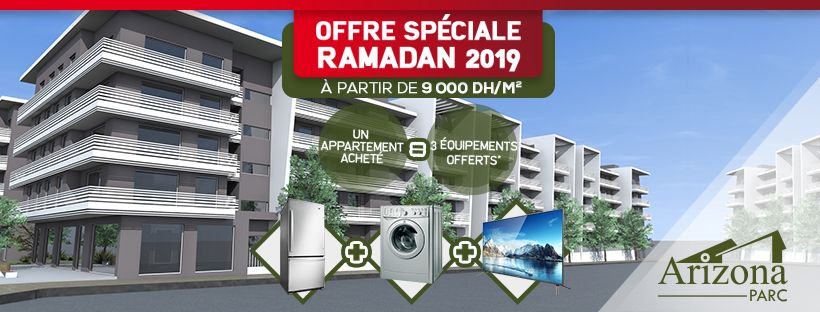 OFFRE SPÉCIALE
RAMADAN 2019
À PARTIR DE 9 000 DH/M²
UN
APPARTEMENT
ACHETÉ
=
3 ÉQUIPEMENTS
OFFERTS*
+ +
Arizona
PARC